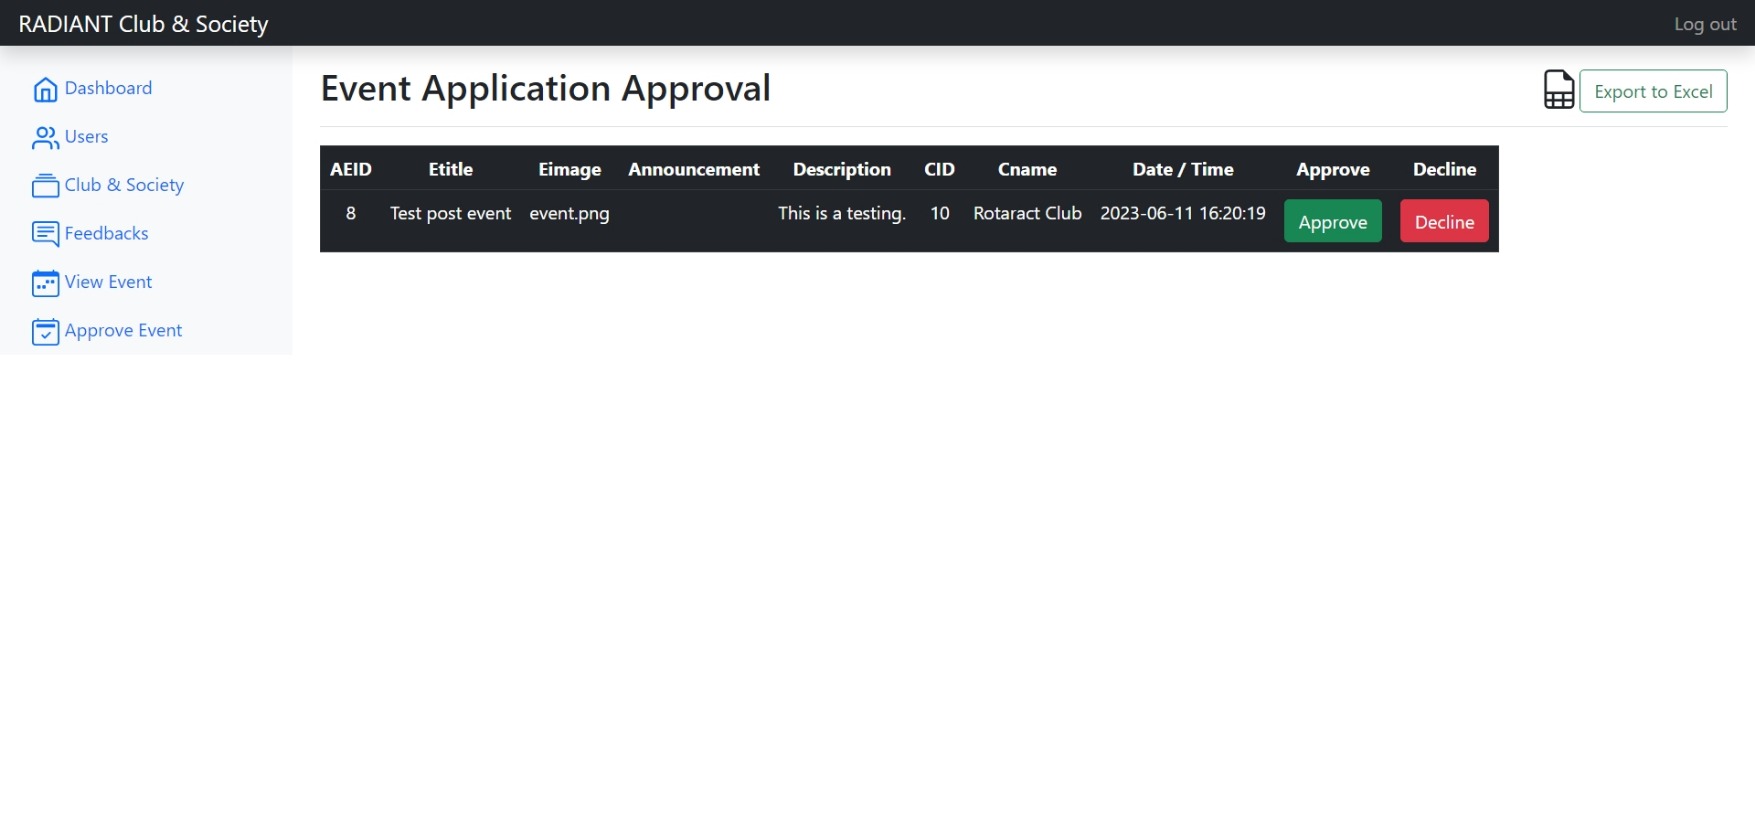 RADIANT Club & Society
Log out
Dashboard
Users
Club & Society
Feedbacks
View Event
Approve Event
Event Application Approval
Export to Excel
AEID Etitle Eimage Announcement Description CID Cname Date / Time Approve Decline
8 Test post event event.png This is a testing. 10 Rotaract Club 2023-06-11 16:20:19 Approve Decline